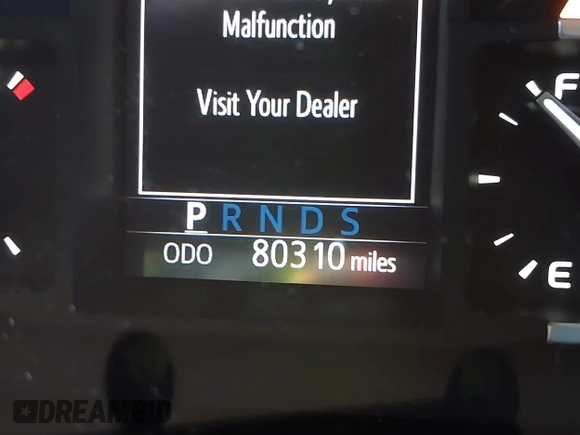 Malfunction
Visit Your Dealer
F
P R N D S
ODO 80310 miles
E
DREAMBID